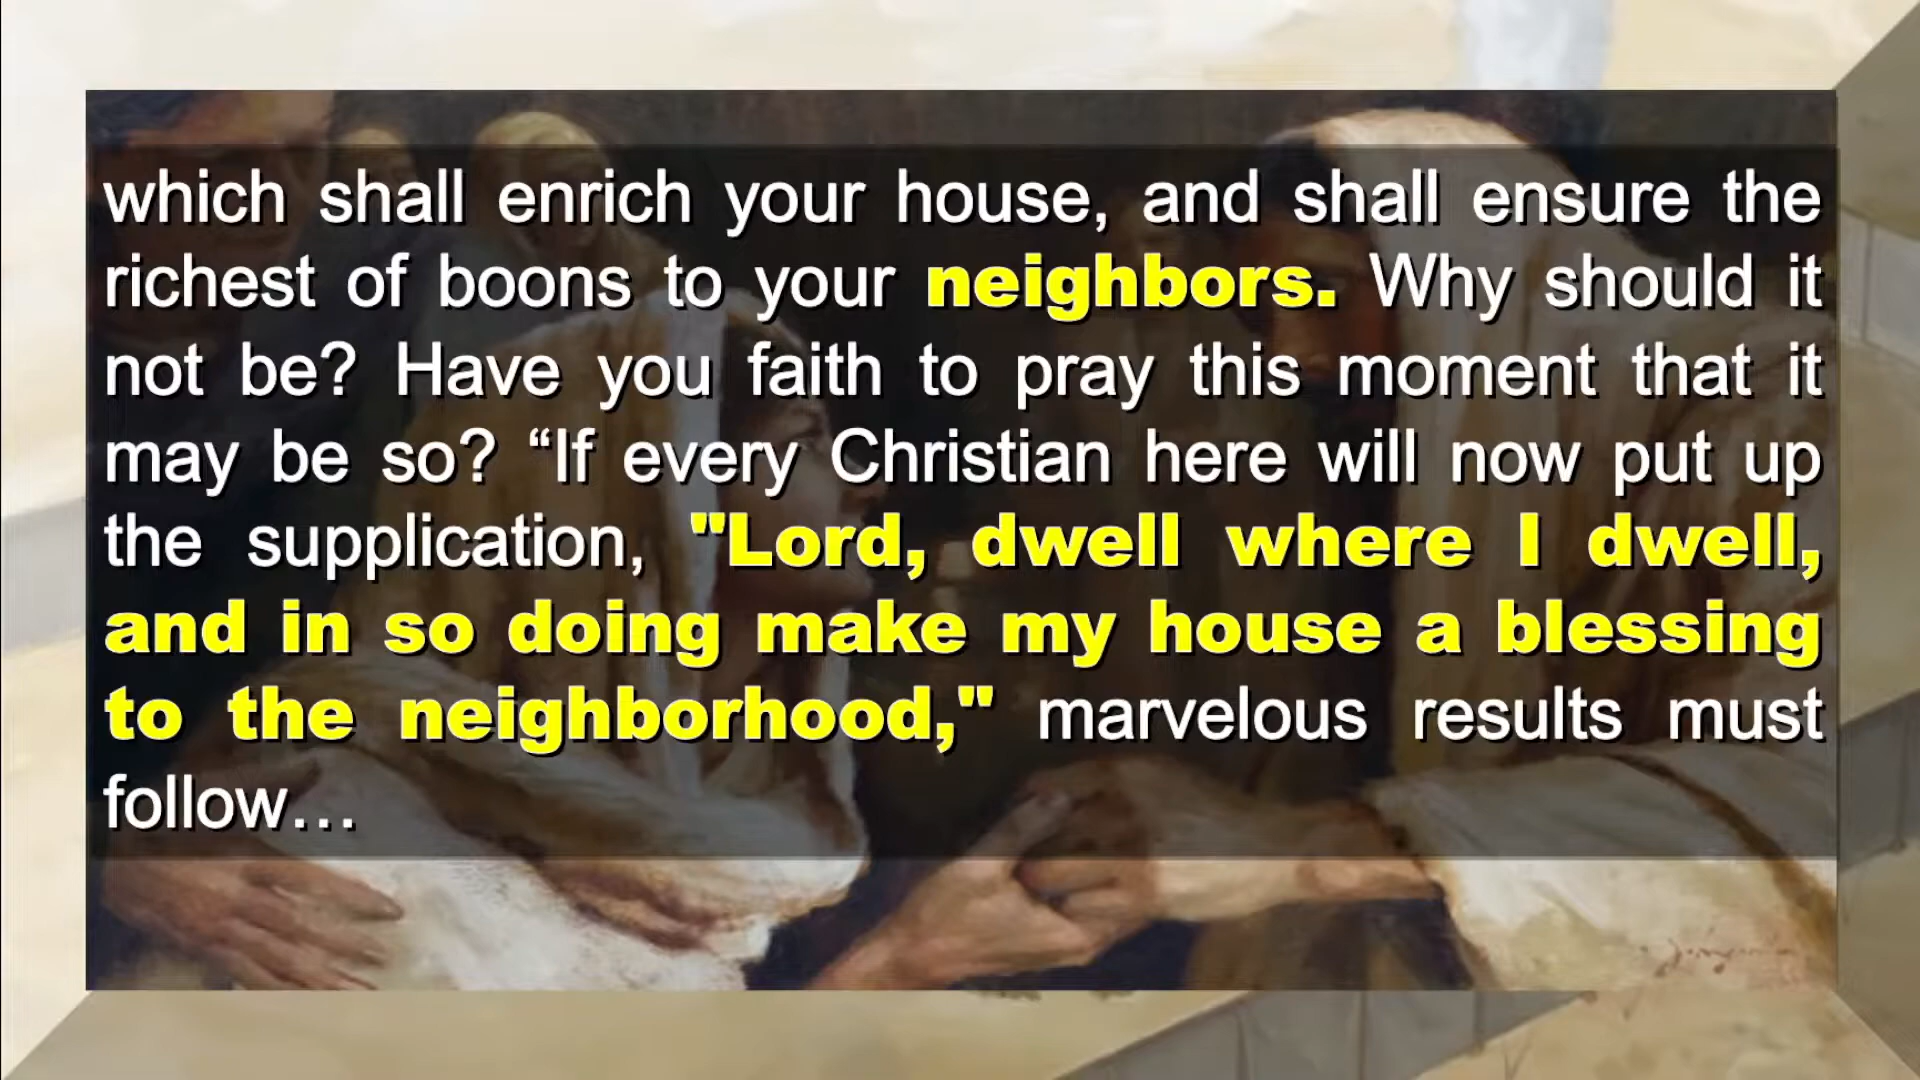 which shall enrich your house, and shall ensure the
richest of boons to your neighbors. Why should it
not be? Have you faith to pray this moment that it
may be so? “If every Christian here will now put up
the supplication, "Lord, dwell where I dwell,
and in so doing make my house a blessing
to the neighborhood," marvelous results must
follow…